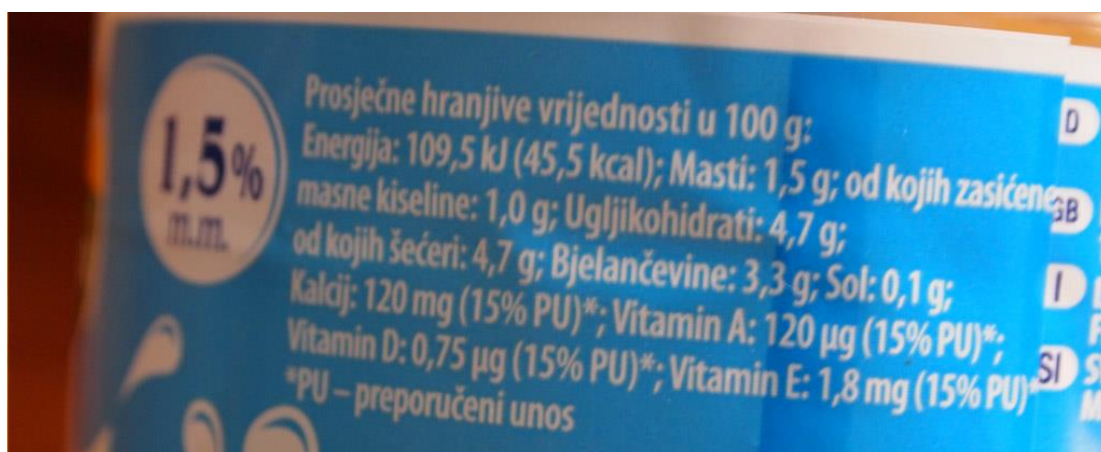 1,5%
m.m.
Prosječne hranjive vrijednosti u 100 g:
Energija: 109,5 kJ (45,5 kcal); Masti: 1,5 g; od kojih zasićene
masne kiseline: 1,0 g; Ugljikohidrati: 4,7 g;
od kojih šećeri: 4,7 g; Bjelančevine: 3,3 g; Sol: 0,1 g;
Kalcij: 120 mg (15% PU)*; Vitamin A: 120 µg (15% PU)*;
Vitamin D: 0,75 µg (15% PU)*; Vitamin E: 1,8 mg (15% PU)*
*PU – preporučeni unos
D
GB
I
SI